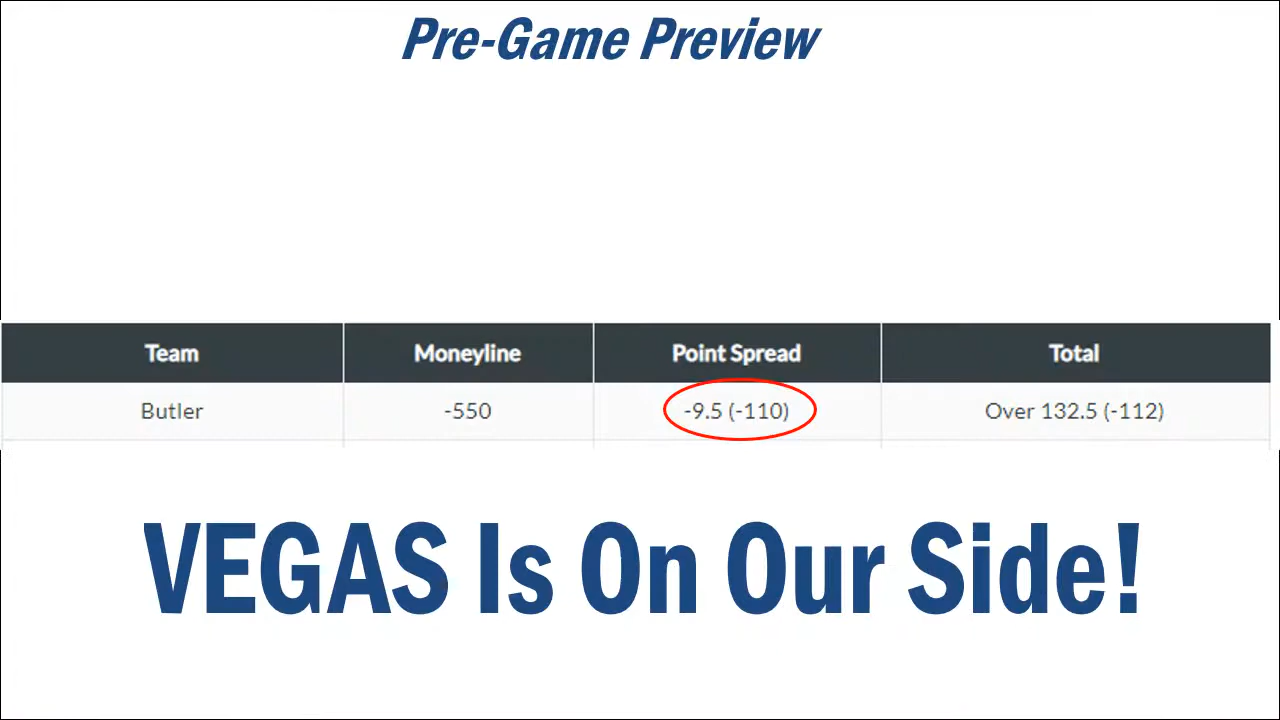 Pre-Game Preview
Team Moneyline Point Spread Total
Butler -550 -9.5 (-110) Over 132.5 (-112)
VEGAS Is On Our Side!